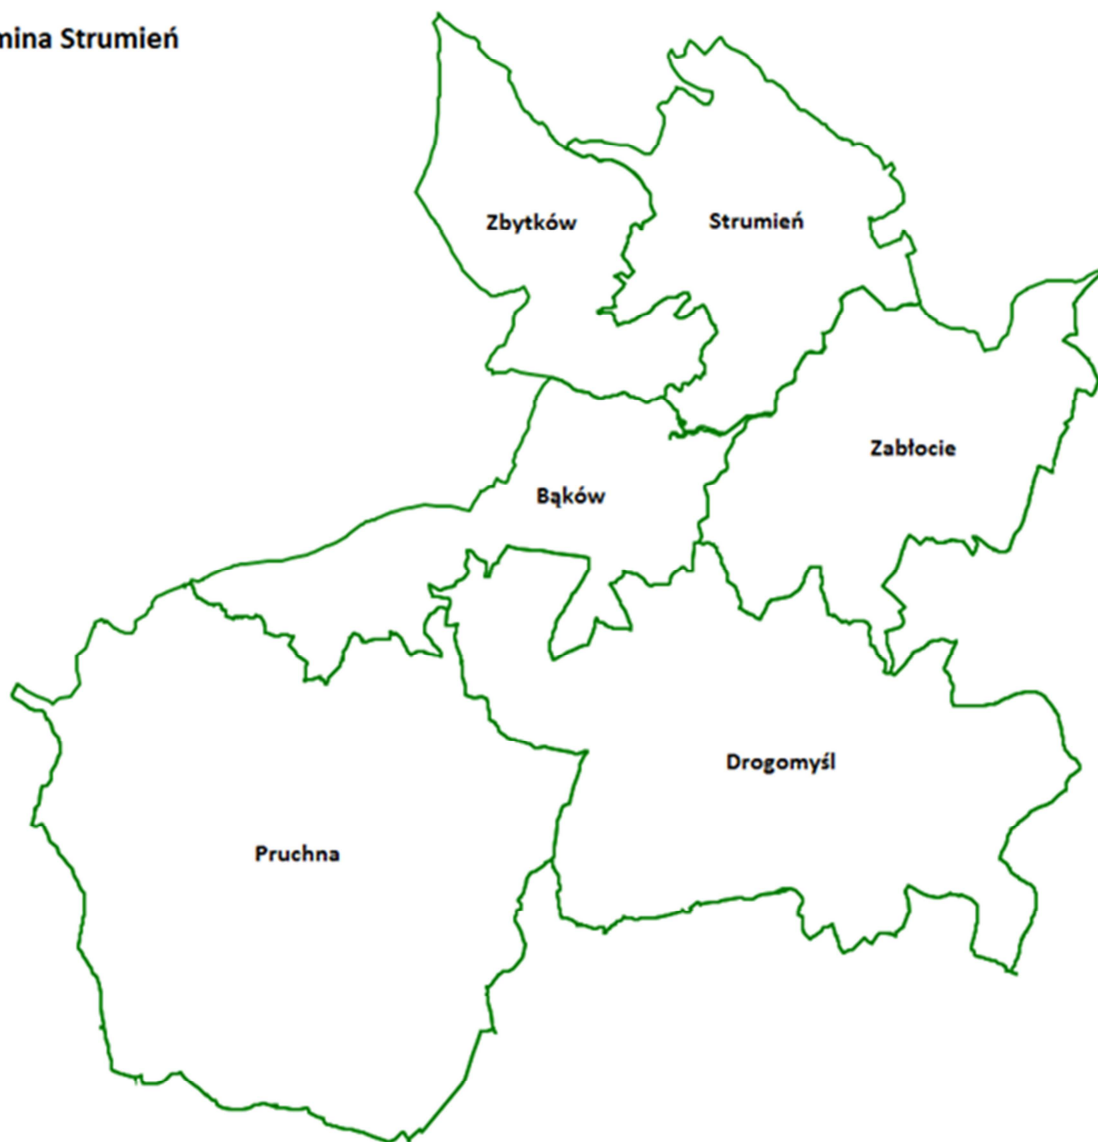 mina Strumień
Zbytków
Strumień
Zabłocie
Bąków
Drogomyśl
Pruchna